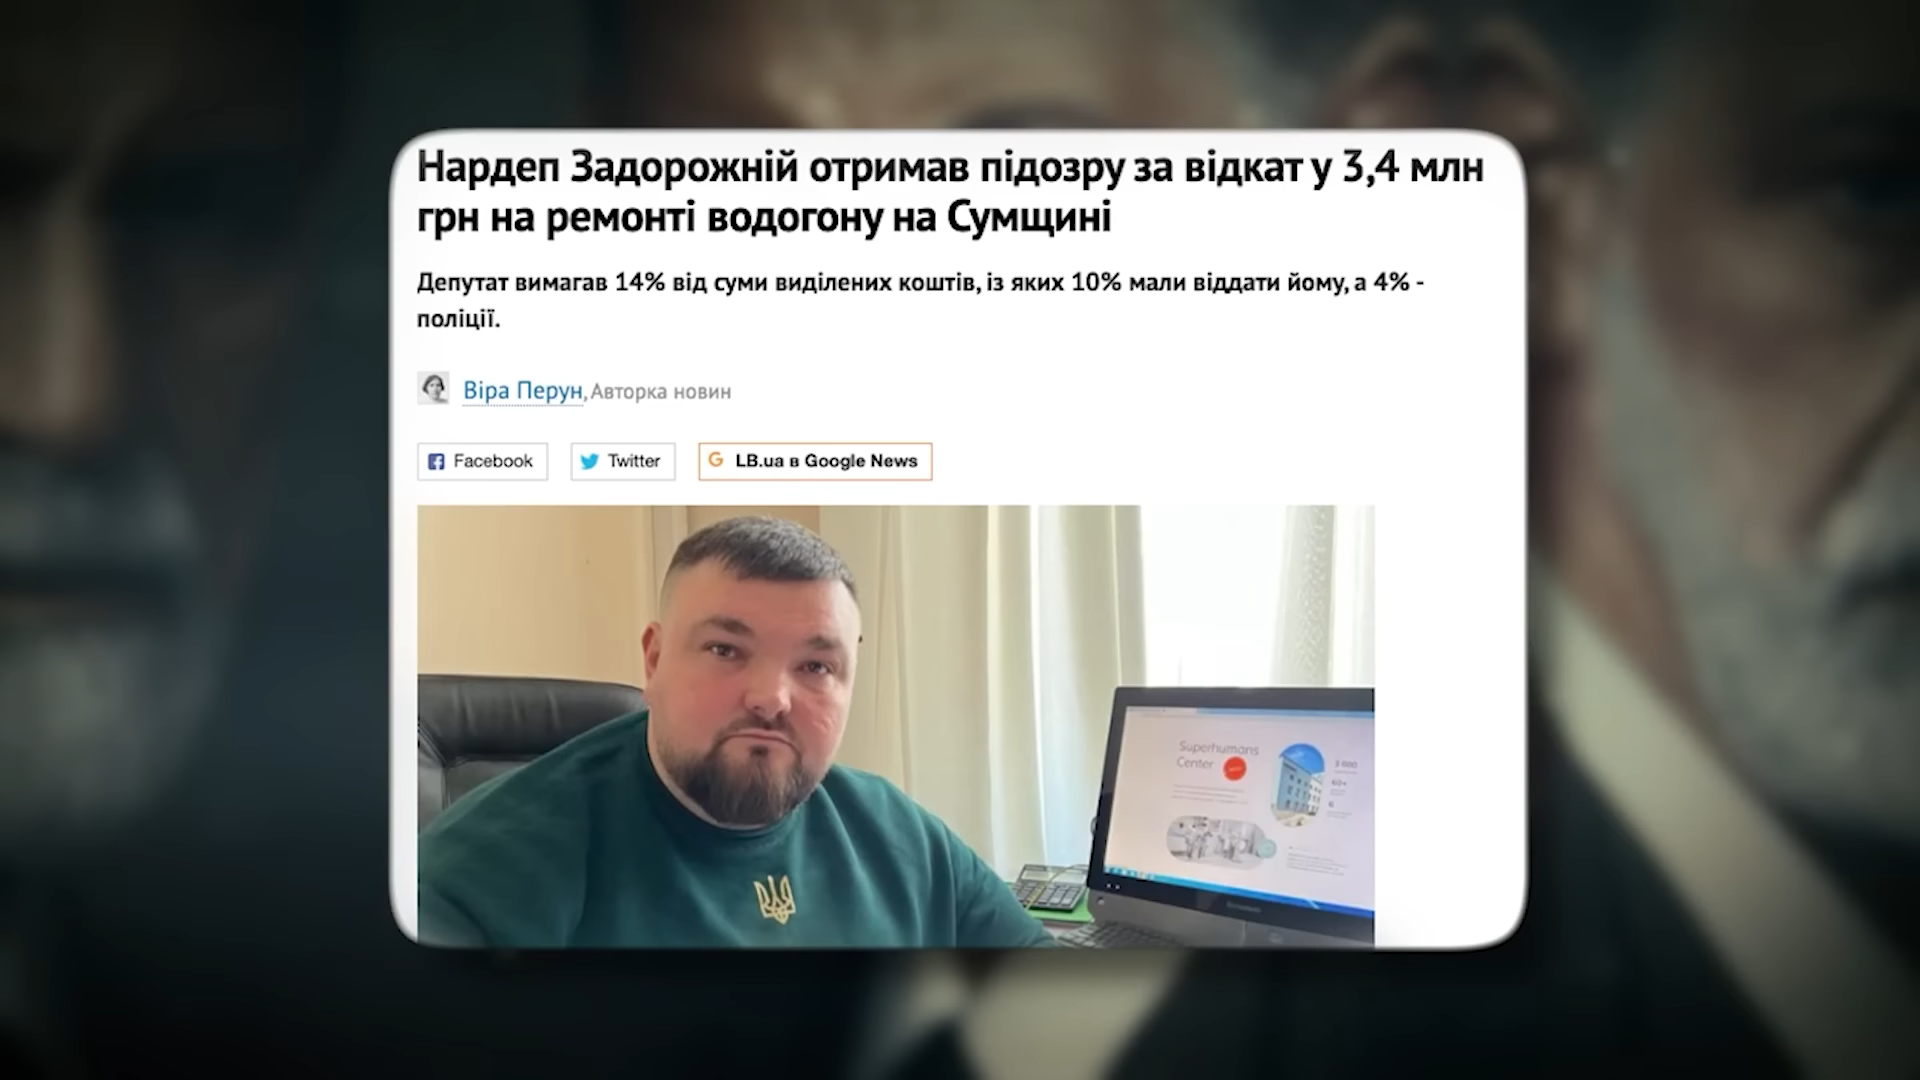 Нардеп Задорожній отримав підозру за відкат у 3,4 млн
грн на ремонті водогону на Сумщині
Депутат вимагав 14% від суми виділених коштів, із яких 10% мали віддати йому, а 4% -
поліції.
Віра Перун, Авторка новин
Facebook
Twitter
LB.ua в Google News
Superhumans
Center